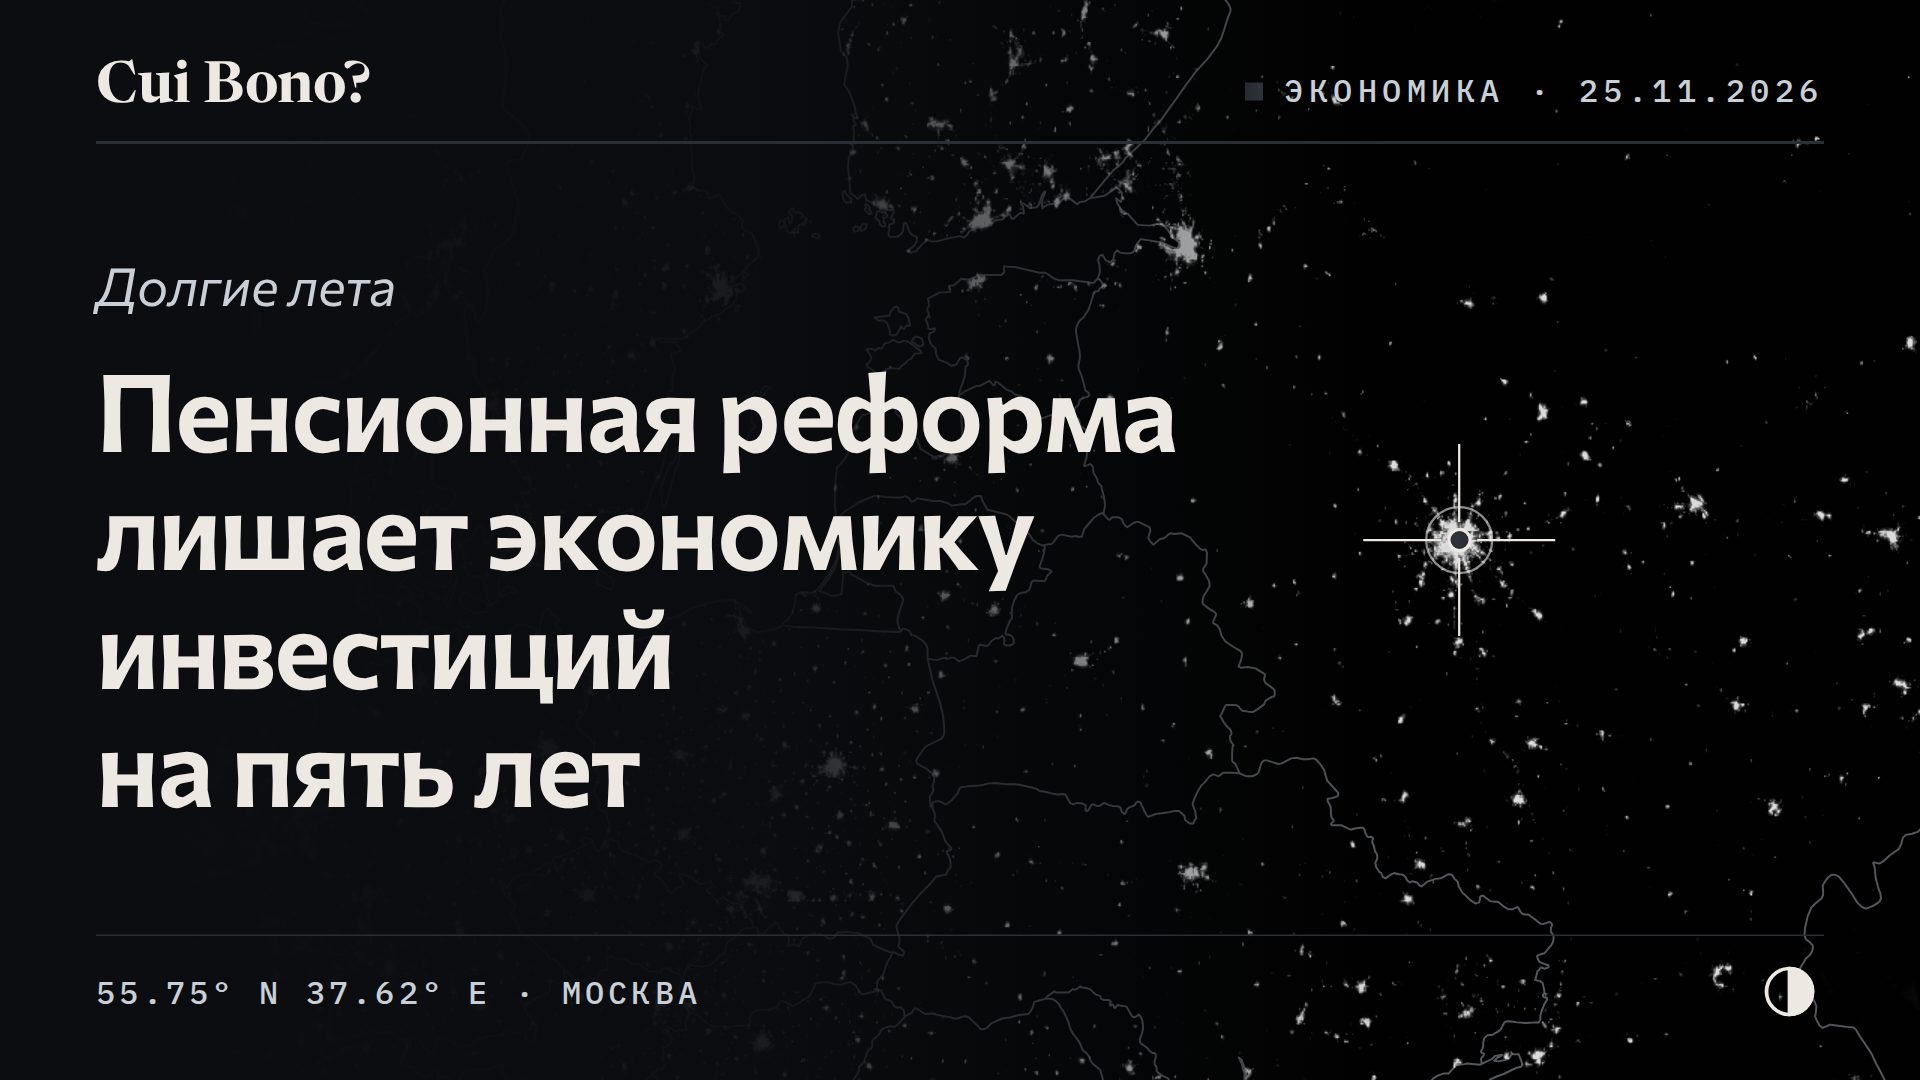 Cui Bono?
ЭКОНОМИКА · 25.11.2026
Долгие лета
Пенсионная реформа
лишает экономику
инвестиций
на пять лет
55.75° N 37.62° E · МОСКВА